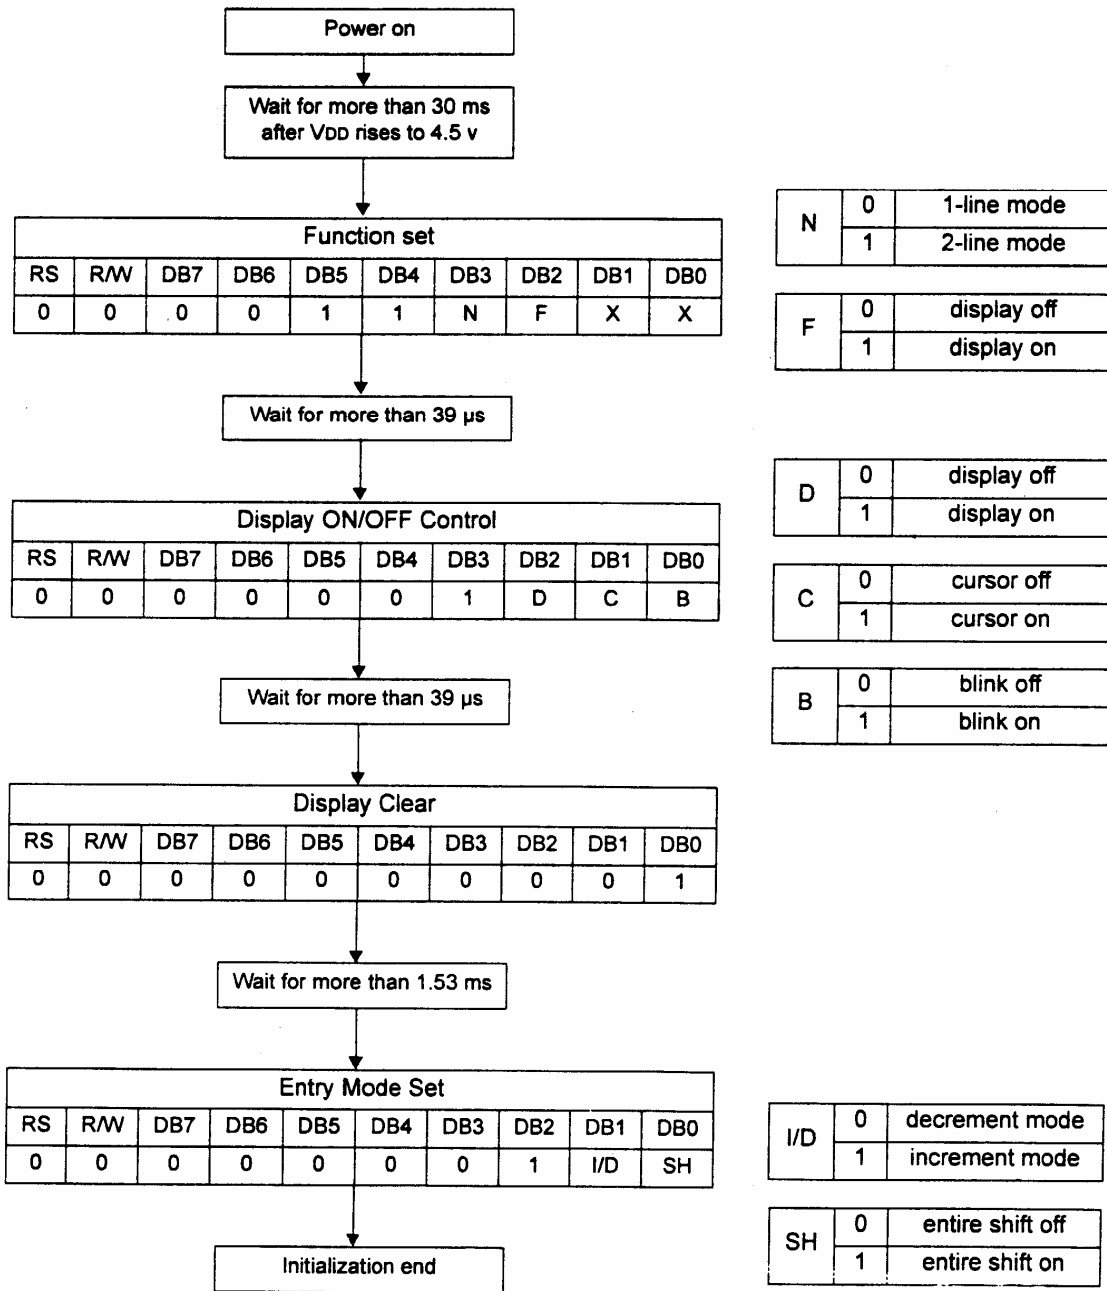 Power on
Wait for more than 30 ms
after VDD rises to 4.5 v
Function set
RS R/W DB7 DB6 DB5 DB4 DB3 DB2 DB1 DB0
0 0 0 0 1 1 N F X X
N 0 1-line mode
1 2-line mode
F 0 display off
1 display on
Wait for more than 39 µs
Display ON/OFF Control
RS R/W DB7 DB6 DB5 DB4 DB3 DB2 DB1 DB0
0 0 0 0 0 0 1 D C B
D 0 display off
1 display on
C 0 cursor off
1 cursor on
B 0 blink off
1 blink on
Wait for more than 39 µs
Display Clear
RS R/W DB7 DB6 DB5 DB4 DB3 DB2 DB1 DB0
0 0 0 0 0 0 0 0 0 1
Wait for more than 1.53 ms
Entry Mode Set
RS R/W DB7 DB6 DB5 DB4 DB3 DB2 DB1 DB0
0 0 0 0 0 0 0 1 I/D SH
I/D 0 decrement mode
1 increment mode
SH 0 entire shift off
1 entire shift on
Initialization end